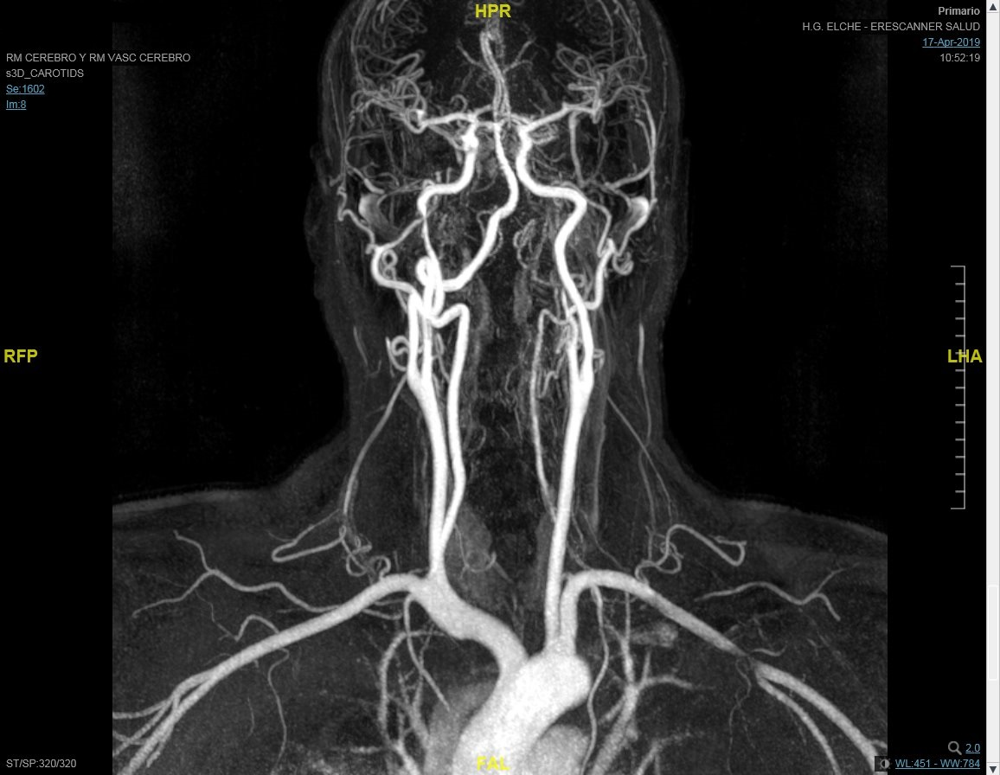 HPR
Primario
H.G. ELCHE - ERESCANNER SALUD
17-Apr-2019
10:52:19
RM CEREBRO Y RM VASC CEREBRO
s3D_CAROTIDS
Se:1602
Im:8
RFP
LHA
ST/SP:320/320
PAL
2.0
WL:451 - WW:784